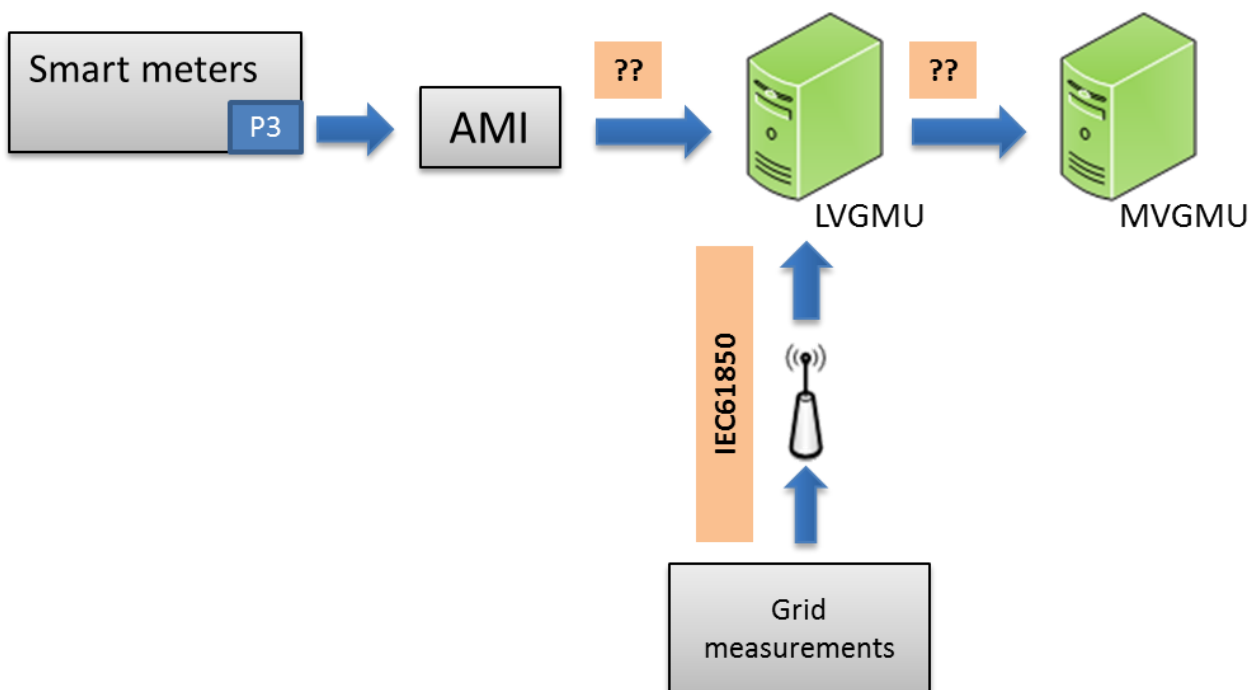 Smart meters
P3
AMI
??
??
LVGMU
MVGMU
IEC61850
Grid
measurements